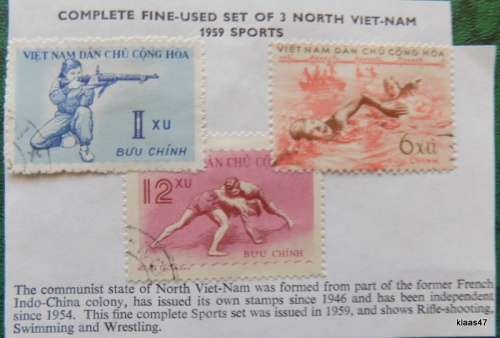 COMPLETE FINE-USED SET OF 3 NORTH VIET-NAM
1959 SPORTS
VIỆT NAM DÂN CHỦ CỘNG HÒA
II XU
BƯU CHÍNH
VIỆT NAM DÂN CHỦ CỘNG HÒA
6 XU
VIỆT NAM DÂN CHỦ CỘNG
12 XU
BƯU CHÍNH
The communist state of North Viet-Nam was formed from part of the former French
Indo-China colony, has issued its own stamps since 1946 and has been independent
since 1954. This fine complete Sports set was issued in 1959, and shows Rifle-shooting,
Swimming and Wrestling.
klaas47